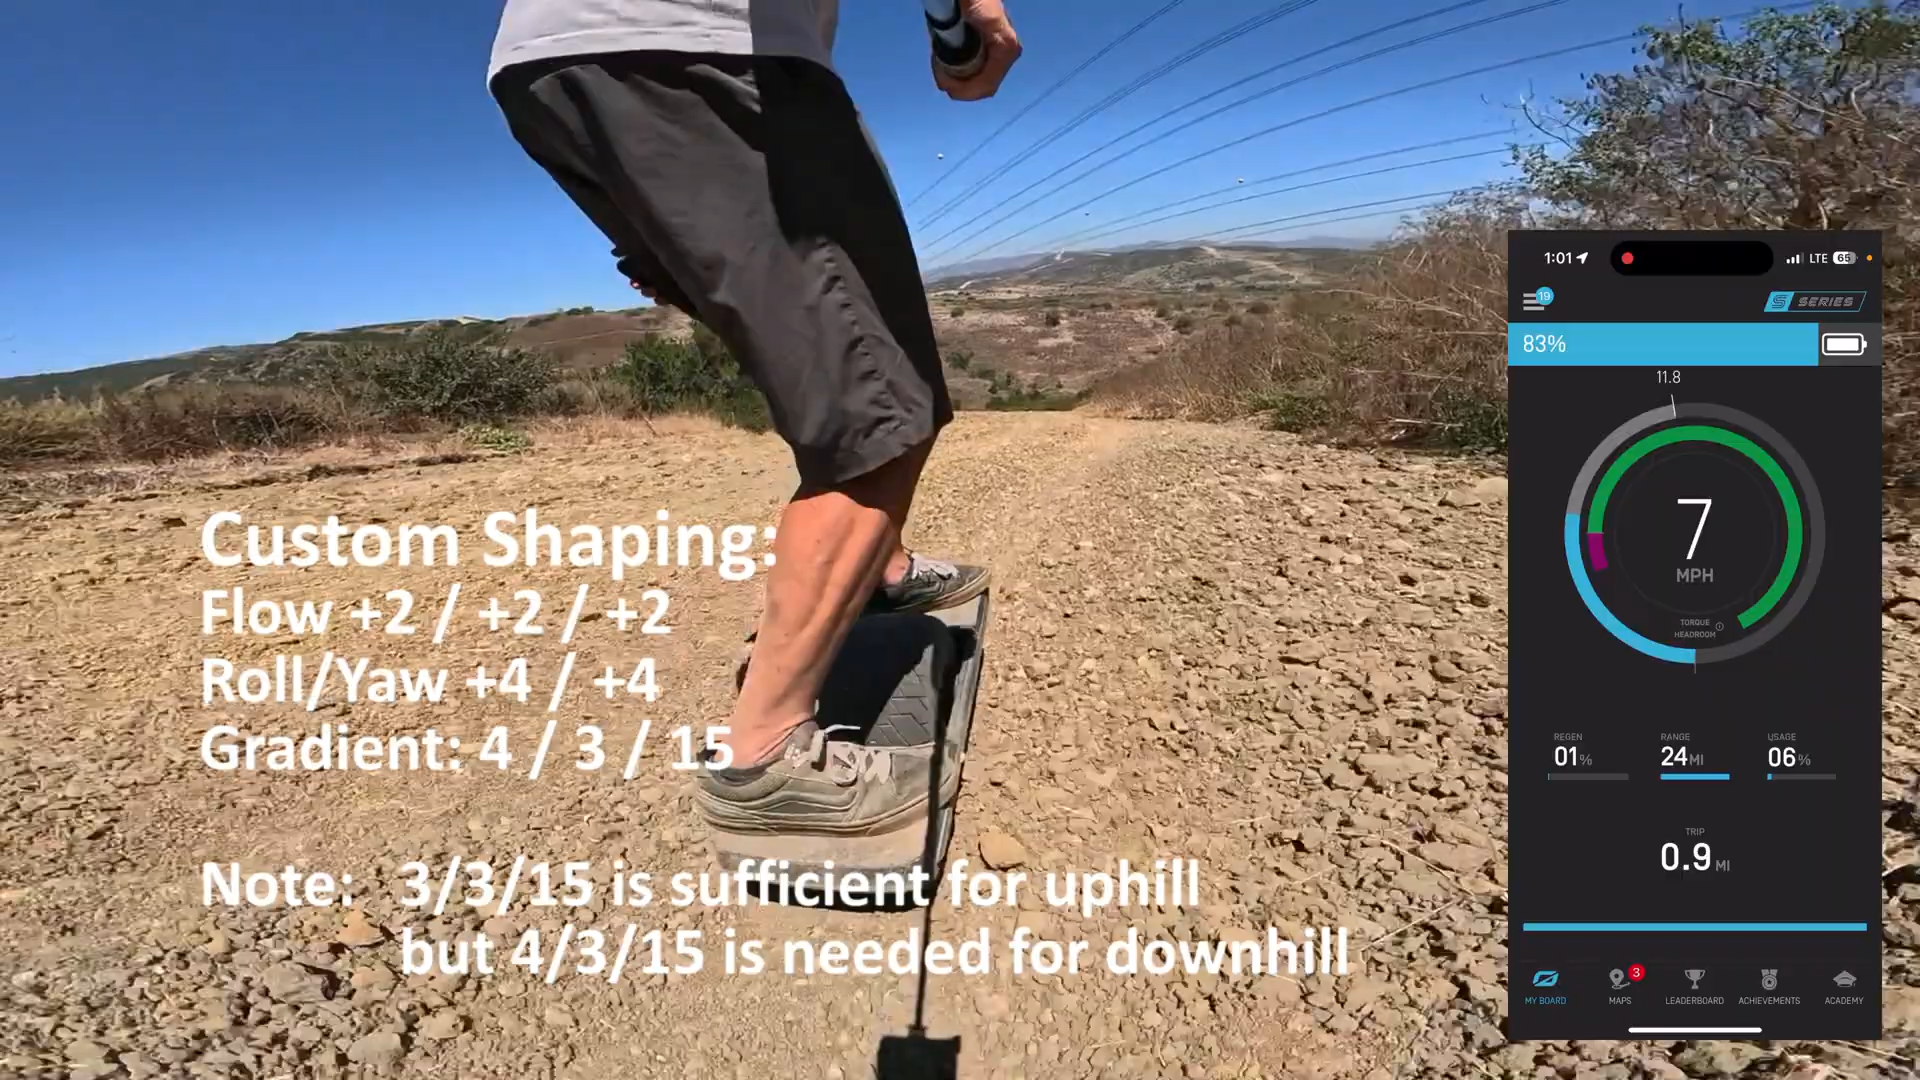 Custom Shaping:
Flow +2 / +2 / +2
Roll/Yaw +4 / +4
Gradient: 4 / 3 / 15
Note: 3/3/15 is sufficient for uphill
but 4/3/15 is needed for downhill
1:01 LTE 65
19 S SERIES
83%
11.8
7
MPH
TORQUE
HEADROOM
REGEN RANGE USAGE
01% 24MI 06%
TRIP
0.9 MI
3
MY BOARD MAPS LEADERBOARD ACHIEVEMENTS ACADEMY